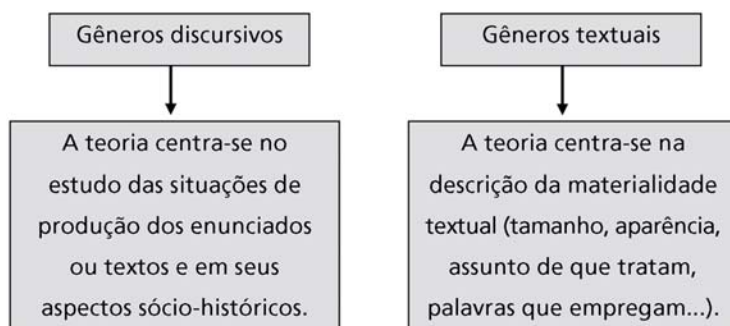 Gêneros discursivos
A teoria centra-se no
estudo das situações de
produção dos enunciados
ou textos e em seus
aspectos sócio-históricos.
Gêneros textuais
A teoria centra-se na
descrição da materialidade
textual (tamanho, aparência,
assunto de que tratam,
palavras que empregam...).